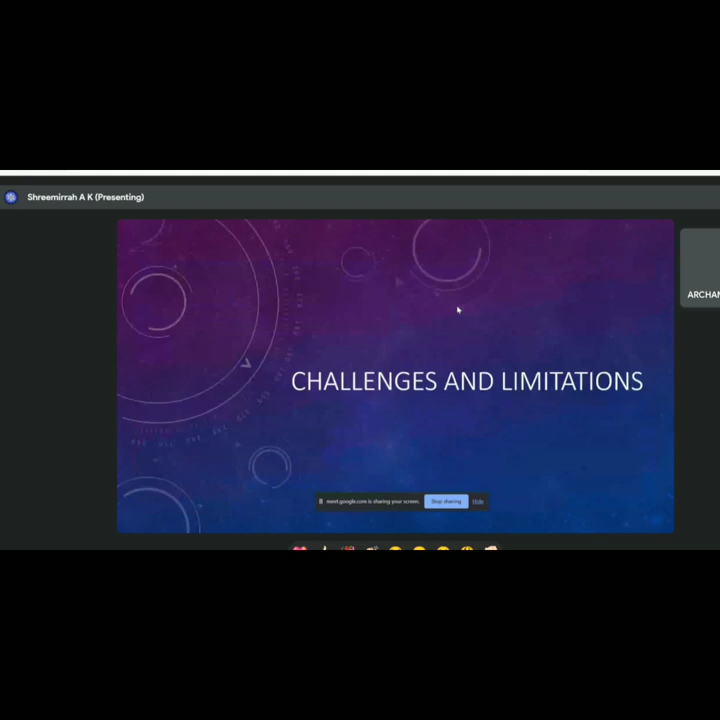 Shreemirrah A K (Presenting)
ARCHAN
CHALLENGES AND LIMITATIONS
meet.google.com is sharing your screen.
Stop sharing
Hide